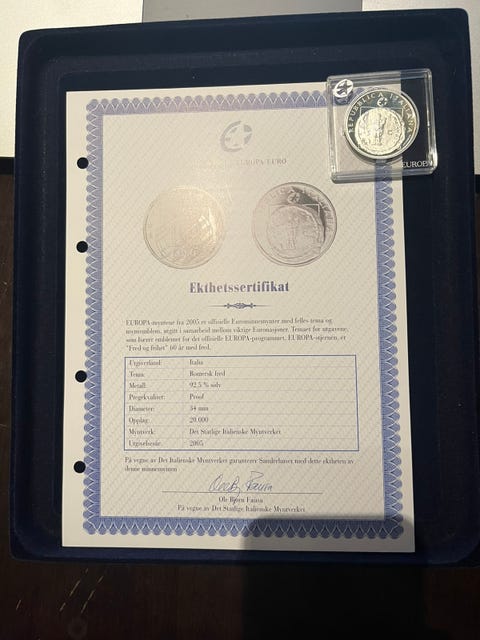 REPUBBLICA ITALIANA
EUROPA
EUROPA EURO
Ekthetssertifikat
EUROPA-myntene fra 2005 er offisielle Eurominnemynter med felles tema og
myntemblem, utgitt i samarbeid mellom viktige Euronasjoner. Temaet for utgavene,
som bærer emblemet for det offisielle EUROPA-programmet, EUROPA-stjernen, er
"Fred og frihet" 60 år med fred.
Utgiverland: Italia
Tema: Romersk fred
Metall: 92,5 % sølv
Pregekvalitet: Proof
Diameter: 34 mm
Opplag: 20.000
Myntverk: Det Statlige Italienske Myntverket
Utgivelsesår: 2005
På vegne av Det Italienske Myntverket garanterer Samlerhuset med dette ektheten av
denne minnemynten
Ole Bjørn Fausa
På vegne av Det Statlige Italienske Myntverket